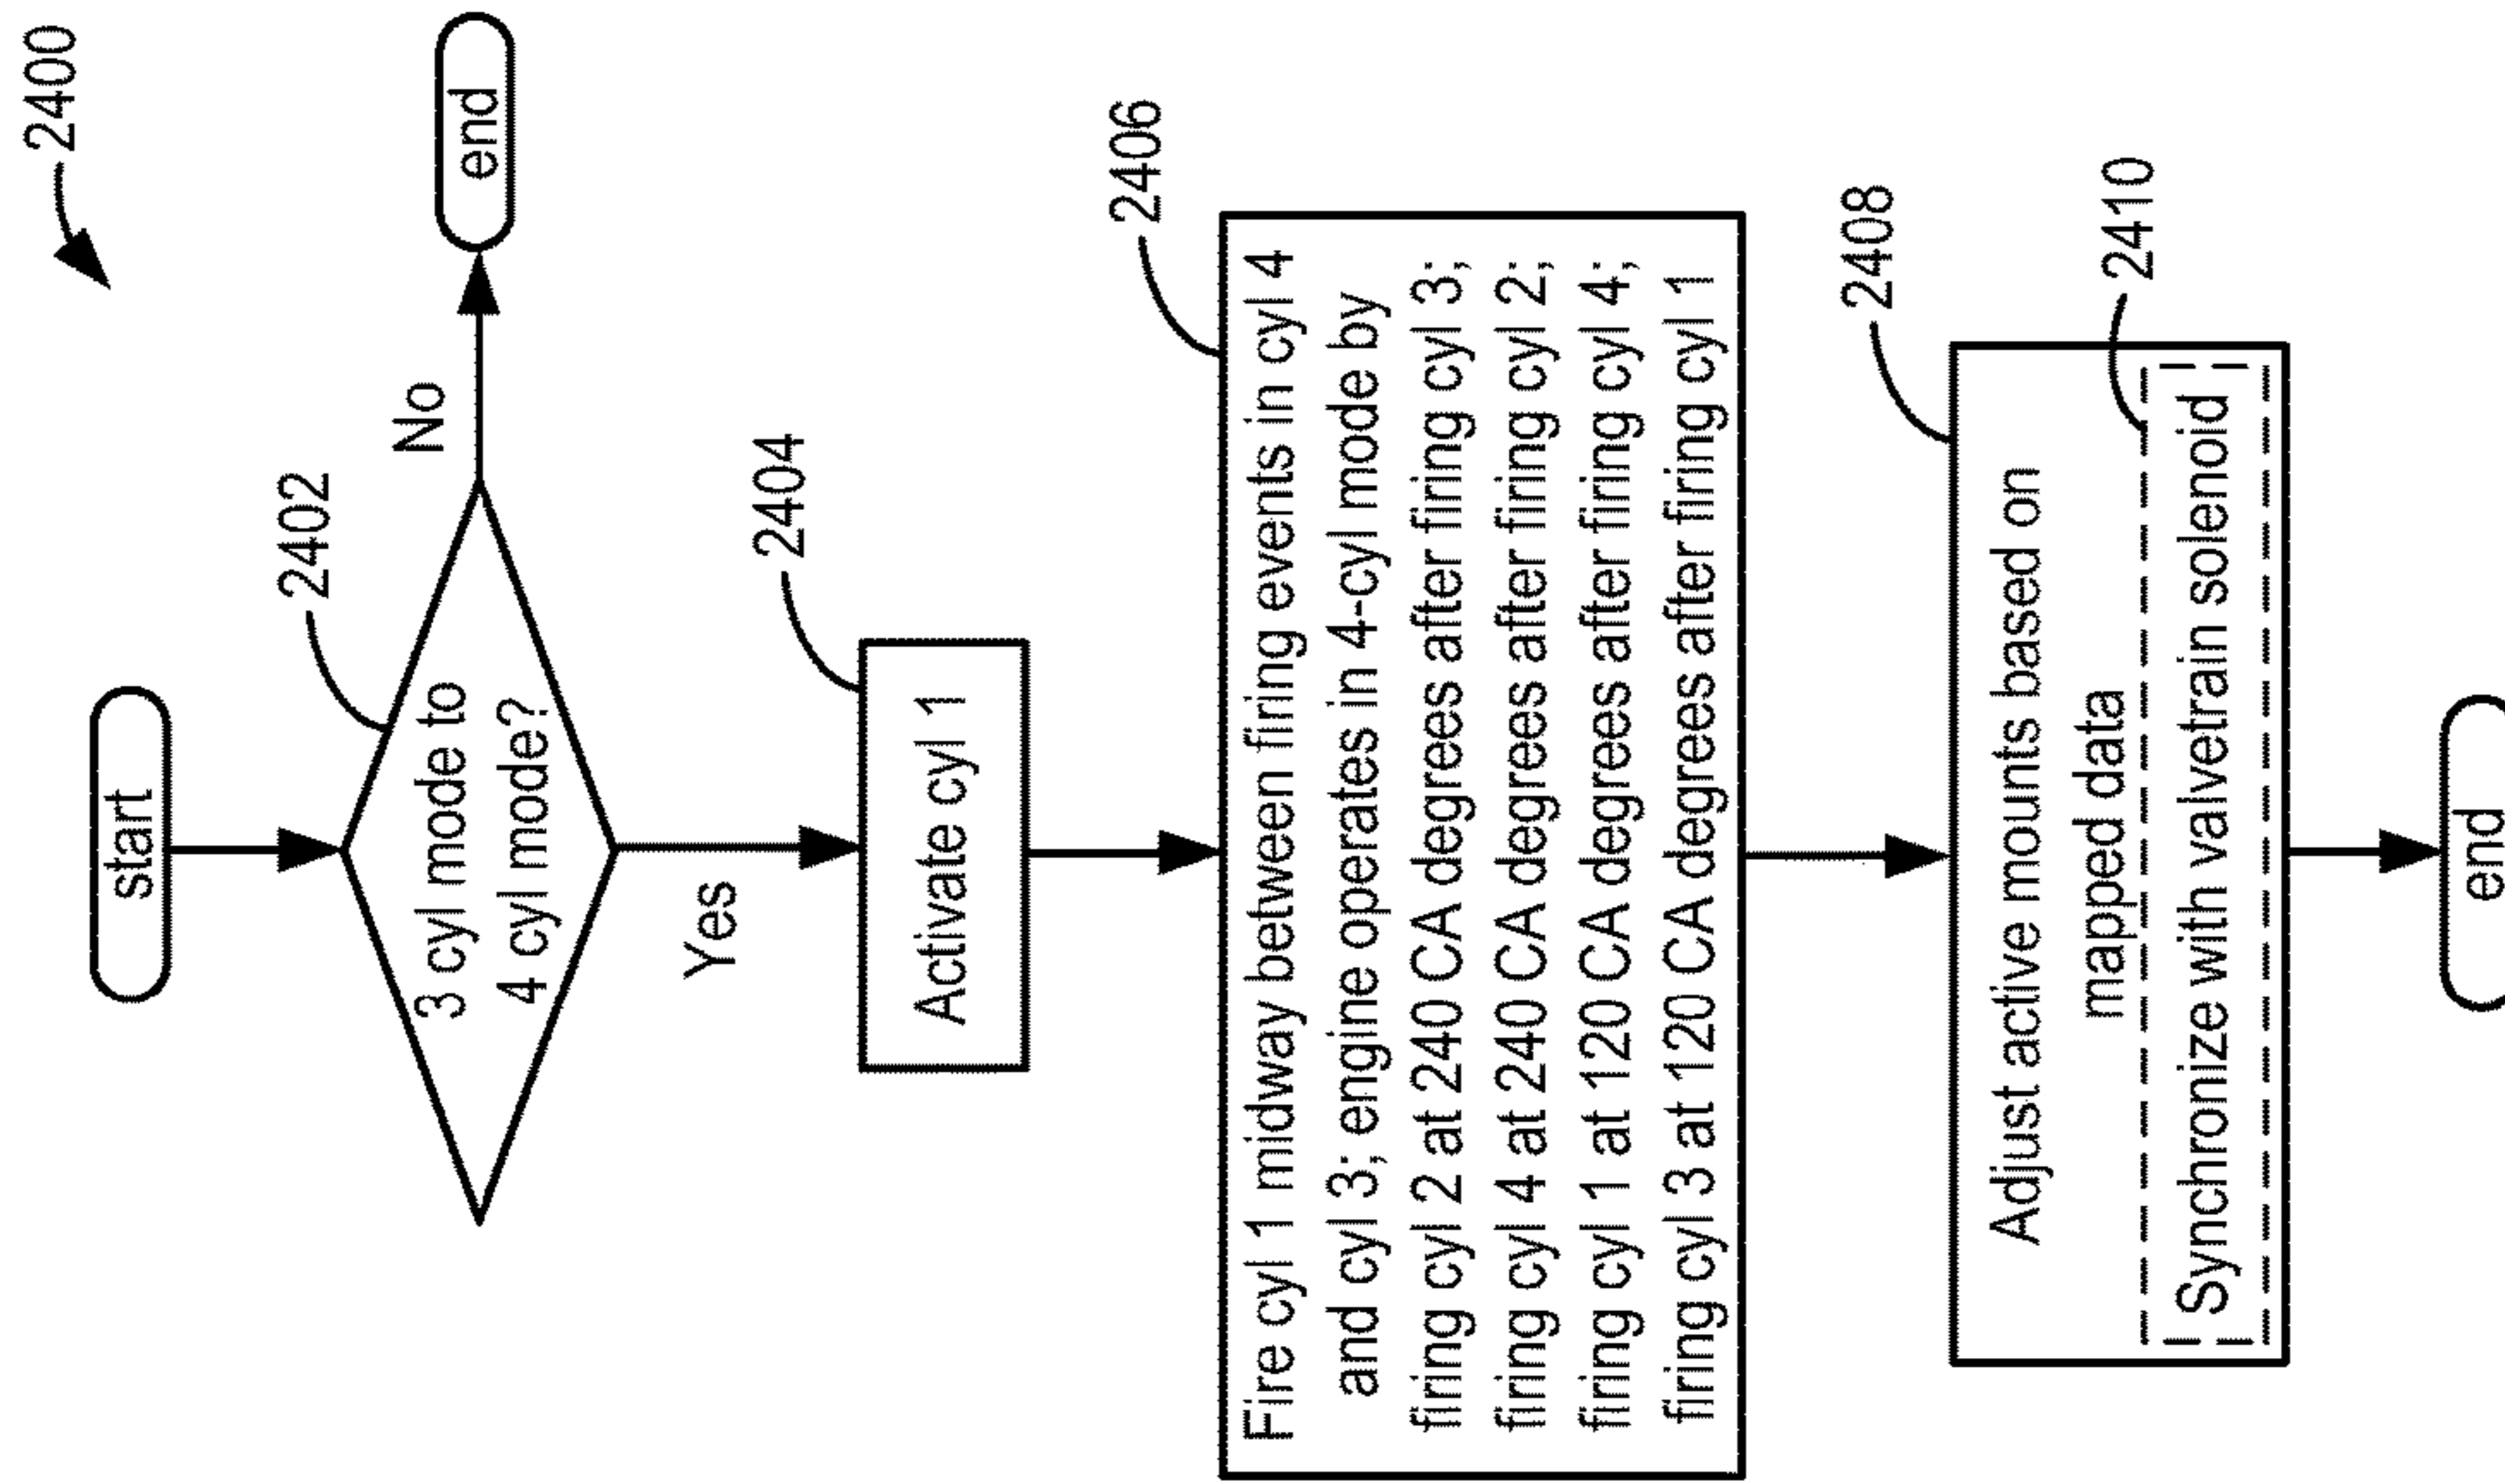 2400
start
2402
3 cyl mode to
4 cyl mode?
No
end
Yes
2404
Activate cyl 1
2406
Fire cyl 1 midway between firing events in cyl 4
and cyl 3; engine operates in 4-cyl mode by
firing cyl 2 at 240 CA degrees after firing cyl 3;
firing cyl 4 at 240 CA degrees after firing cyl 2;
firing cyl 1 at 120 CA degrees after firing cyl 4;
firing cyl 3 at 120 CA degrees after firing cyl 1
2408
Adjust active mounts based on
mapped data
2410
Synchronize with valvetrain solenoid
end